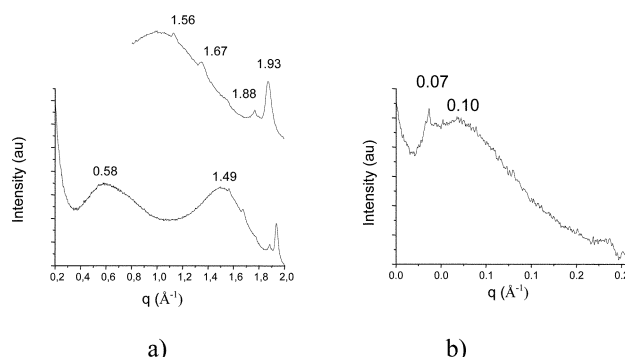 1.56
1.67
1.88
1.93
0.58
1.49
Intensity (au)
0,2 0,4 0,6 0,8 1,0 1,2 1,4 1,6 1,8 2,0
q (Å⁻¹)
a)
0.07
0.10
Intensity (au)
0.0 0.0 0.1 0.1 0.2
q (Å⁻¹)
b)